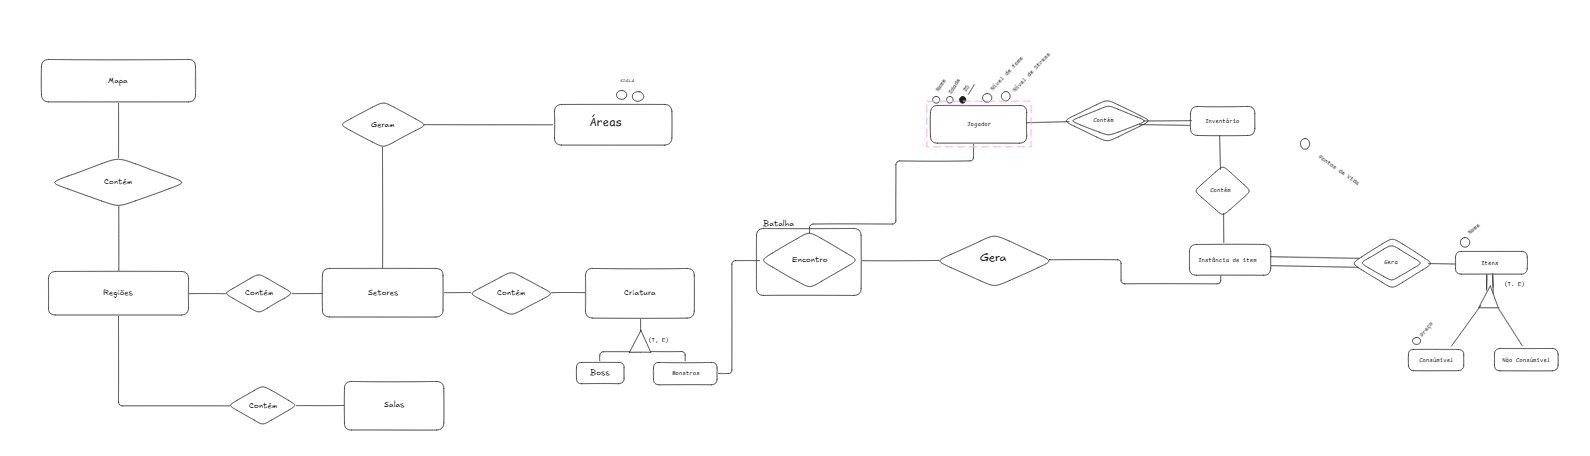 Mapa
Contém
Regiões
Contém
Setores
Geram
Áreas
Contém
Criatura
(T, E)
Boss
Monstros
Contém
Salas
Batalha
Encontro
Gera
Nome
Idade
ID
Nível de Fome
Nível de Stress
Jogador
Contém
Inventário
Contém
Pontos de Vida
Instância de item
Gera
Nome
Itens
(T, E)
Preço
Consúmivel
Não Consúmivel